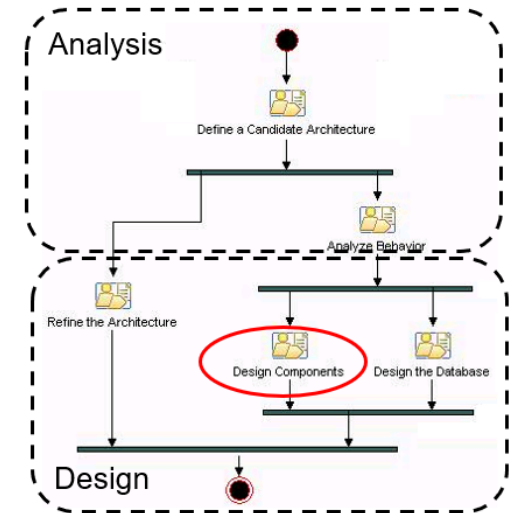 Analysis
Define a Candidate Architecture
Analyze Behavior
Refine the Architecture
Design Components
Design the Database
Design